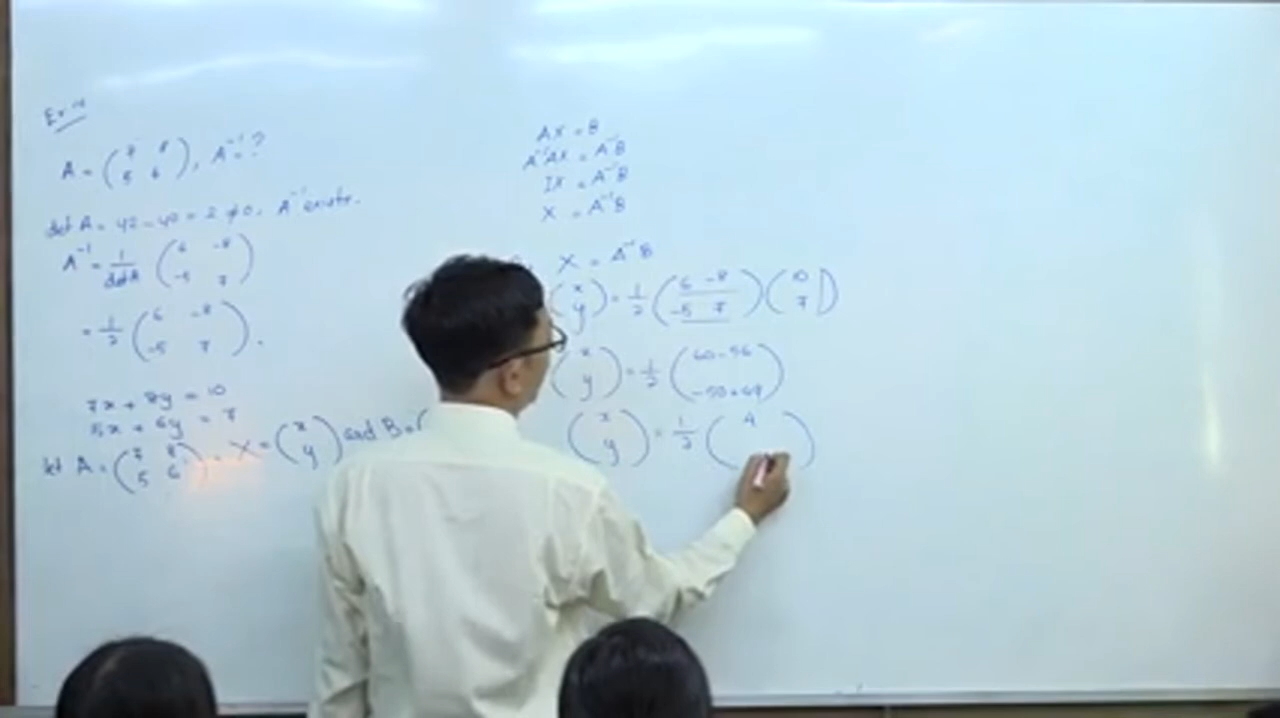 A = ( 7 8
5 6 ), A⁻¹ = ?
det A = 42 - 40 = 2 ≠ 0, A⁻¹ exists.
A⁻¹ = 1/det A ( 6 -8
-5 7 )
= 1/2 ( 6 -8
-5 7 ).
7x + 8y = 10
5x + 6y = 7
let A = ( 7 8
5 6 ), X = ( x
y ) and B = (
AX = B
A⁻¹AX = A⁻¹B
IX = A⁻¹B
X = A⁻¹B
X = A⁻¹B
( x
y ) = 1/2 ( 6 -8
-5 7 ) ( 10
7 )
( x
y ) = 1/2 ( 60 - 56
-50 + 49 )
( x
y ) = 1/2 ( 4
)